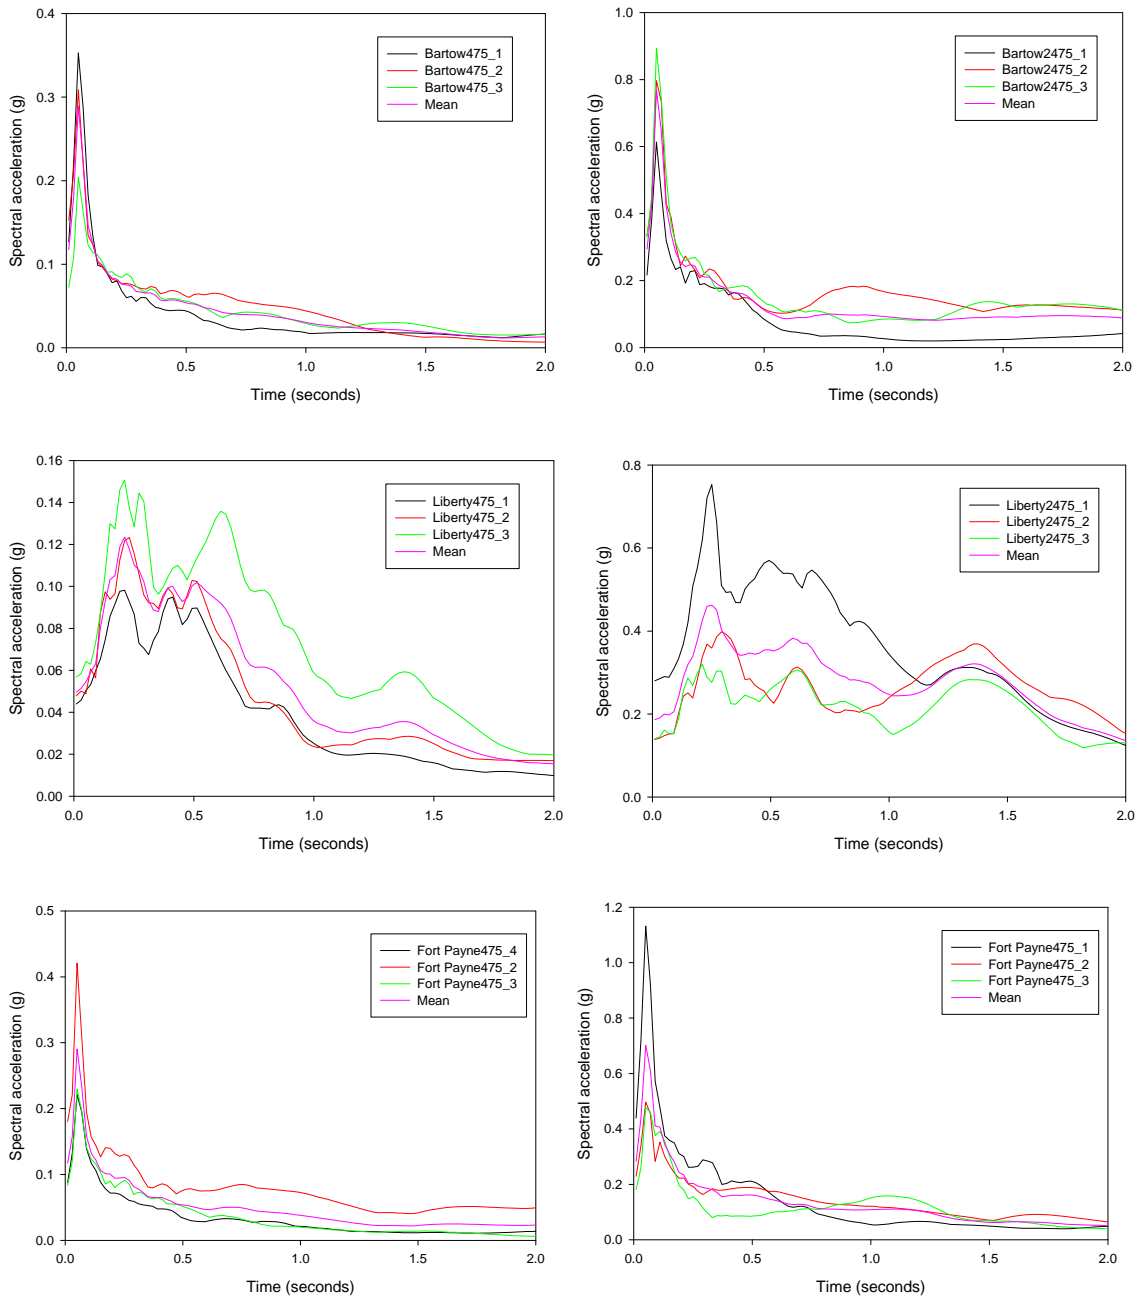 0.4
0.3
0.2
0.1
0.0
Spectral acceleration (g)
Bartow475_1
Bartow475_2
Bartow475_3
Mean
0.0 0.5 1.0 1.5 2.0
Time (seconds)
1.0
0.8
0.6
0.4
0.2
0.0
Spectral acceleration (g)
Bartow2475_1
Bartow2475_2
Bartow2475_3
Mean
0.0 0.5 1.0 1.5 2.0
Time (seconds)
0.16
0.14
0.12
0.10
0.08
0.06
0.04
0.02
0.00
Spectral acceleration (g)
Liberty475_1
Liberty475_2
Liberty475_3
Mean
0.0 0.5 1.0 1.5 2.0
Time (seconds)
0.8
0.6
0.4
0.2
0.0
Spectral acceleration (g)
Liberty2475_1
Liberty2475_2
Liberty2475_3
Mean
0.0 0.5 1.0 1.5 2.0
Time (seconds)
0.5
0.4
0.3
0.2
0.1
0.0
Spectral acceleration (g)
Fort Payne475_4
Fort Payne475_2
Fort Payne475_3
Mean
0.0 0.5 1.0 1.5 2.0
Time (seconds)
1.2
1.0
0.8
0.6
0.4
0.2
0.0
Spectral acceleration (g)
Fort Payne475_1
Fort Payne475_2
Fort Payne475_3
Mean
0.0 0.5 1.0 1.5 2.0
Time (seconds)